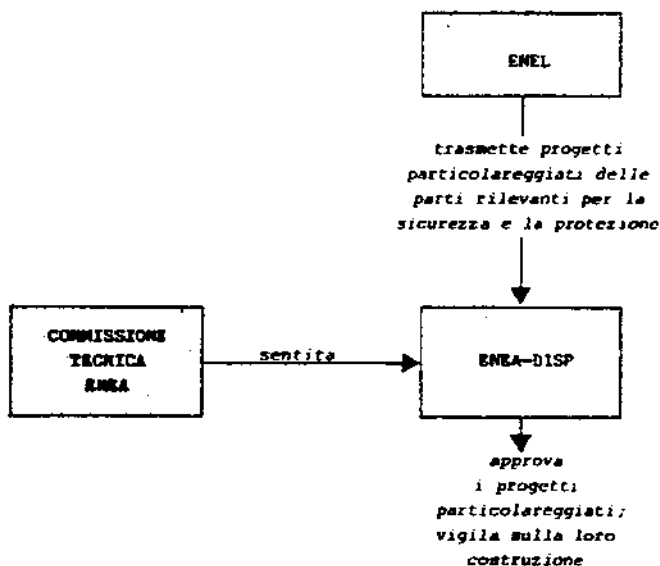 ENEL
trasmette progetti
particolareggiati delle
parti rilevanti per la
sicurezza e la protezione
COMMISSIONE
TECNICA
ENEA
sentita
ENEA-DISP
approva
i progetti
particolareggiati;
vigila sulla loro
costruzione